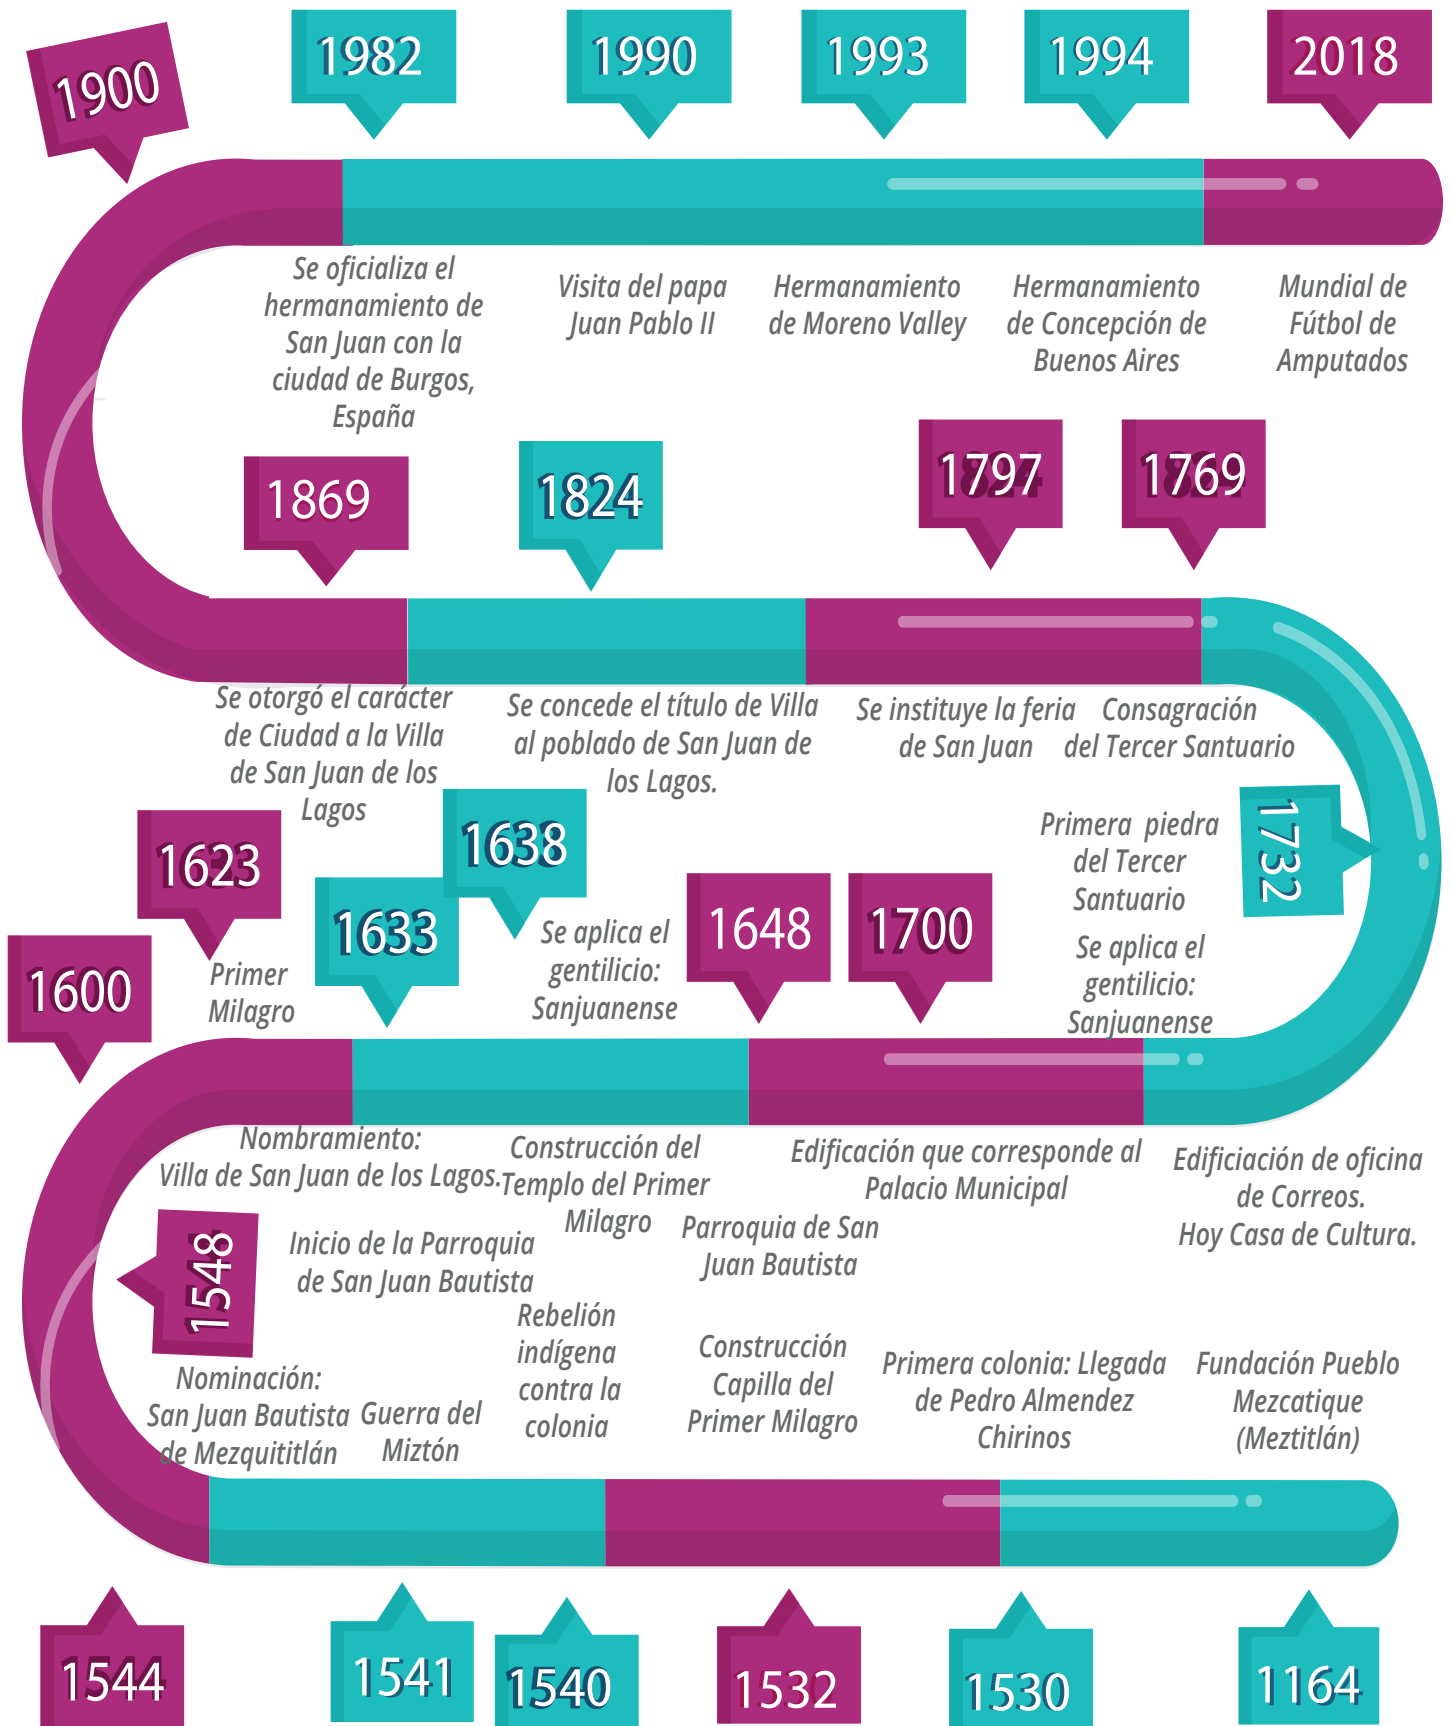 1900
1982
1990
1993
1994
2018
Se oficializa el
hermanamiento de
San Juan con la
ciudad de Burgos,
España
Visita del papa
Juan Pablo II
Hermanamiento
de Moreno Valley
Hermanamiento
de Concepción de
Buenos Aires
Mundial de
Fútbol de
Amputados
1869
1824
1797
1769
Se otorgó el carácter
de Ciudad a la Villa
de San Juan de los
Lagos
Se concede el título de Villa
al poblado de San Juan de
los Lagos.
Se instituye la feria
de San Juan
Consagración
del Tercer Santuario
1732
Primera piedra
del Tercer
Santuario
Se aplica el
gentilicio:
Sanjuanense
1600
1623
Primer
Milagro
1633
1638
Se aplica el
gentilicio:
Sanjuanense
1648
1700
Nombramiento:
Villa de San Juan de los Lagos.
Construcción del
Templo del Primer
Milagro
Edificación que corresponde al
Palacio Municipal
Edificiación de oficina
de Correos.
Hoy Casa de Cultura.
1548
Inicio de la Parroquia
de San Juan Bautista
Parroquia de San
Juan Bautista
Nominación:
San Juan Bautista
de Mezquititlán
Guerra del
Miztón
Rebelión
indígena
contra la
colonia
Construcción
Capilla del
Primer Milagro
Primera colonia: Llegada
de Pedro Almendez
Chirinos
Fundación Pueblo
Mezcatique
(Meztitlán)
1544
1541
1540
1532
1530
1164